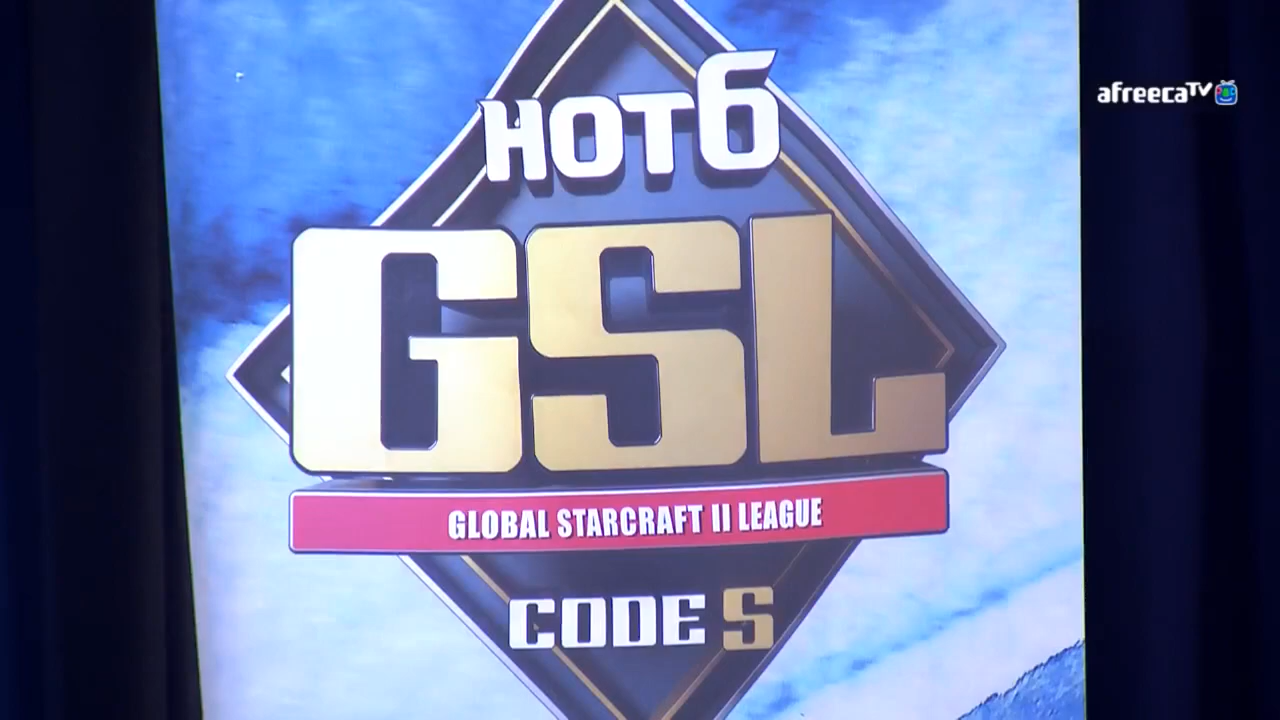 HOT6
afreecaTV
GSL
GLOBAL STARCRAFT II LEAGUE
CODE S